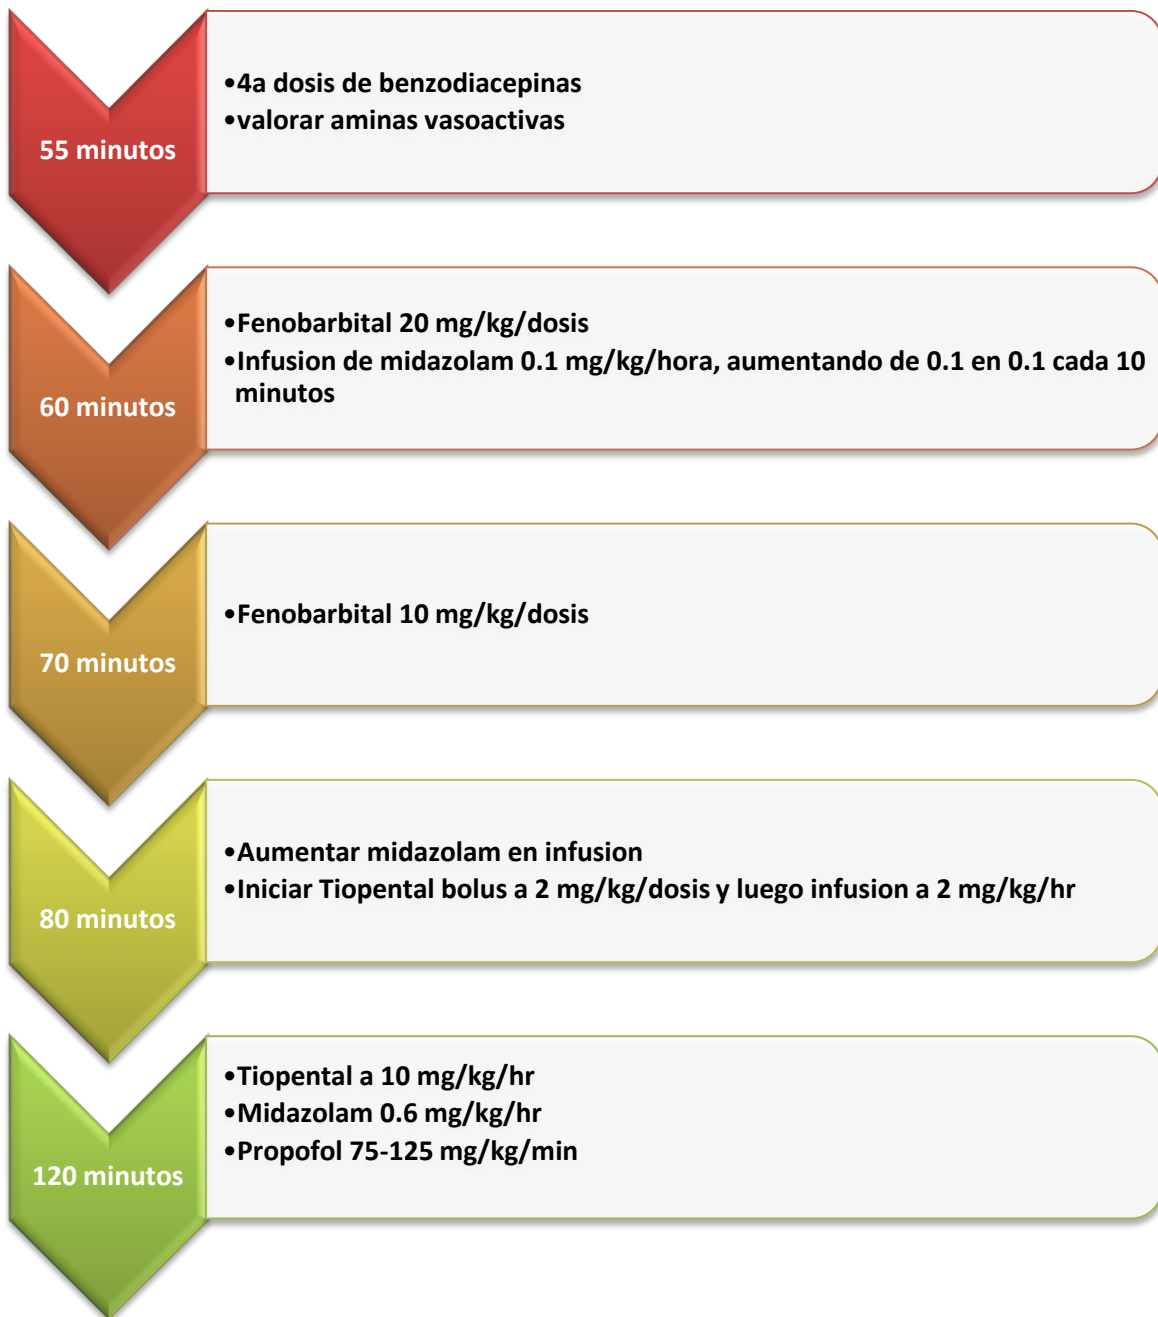 55 minutos
•4a dosis de benzodiacepinas
•valorar aminas vasoactivas
60 minutos
•Fenobarbital 20 mg/kg/dosis
•Infusion de midazolam 0.1 mg/kg/hora, aumentando de 0.1 en 0.1 cada 10
minutos
70 minutos
•Fenobarbital 10 mg/kg/dosis
80 minutos
•Aumentar midazolam en infusion
•Iniciar Tiopental bolus a 2 mg/kg/dosis y luego infusion a 2 mg/kg/hr
120 minutos
•Tiopental a 10 mg/kg/hr
•Midazolam 0.6 mg/kg/hr
•Propofol 75-125 mg/kg/min